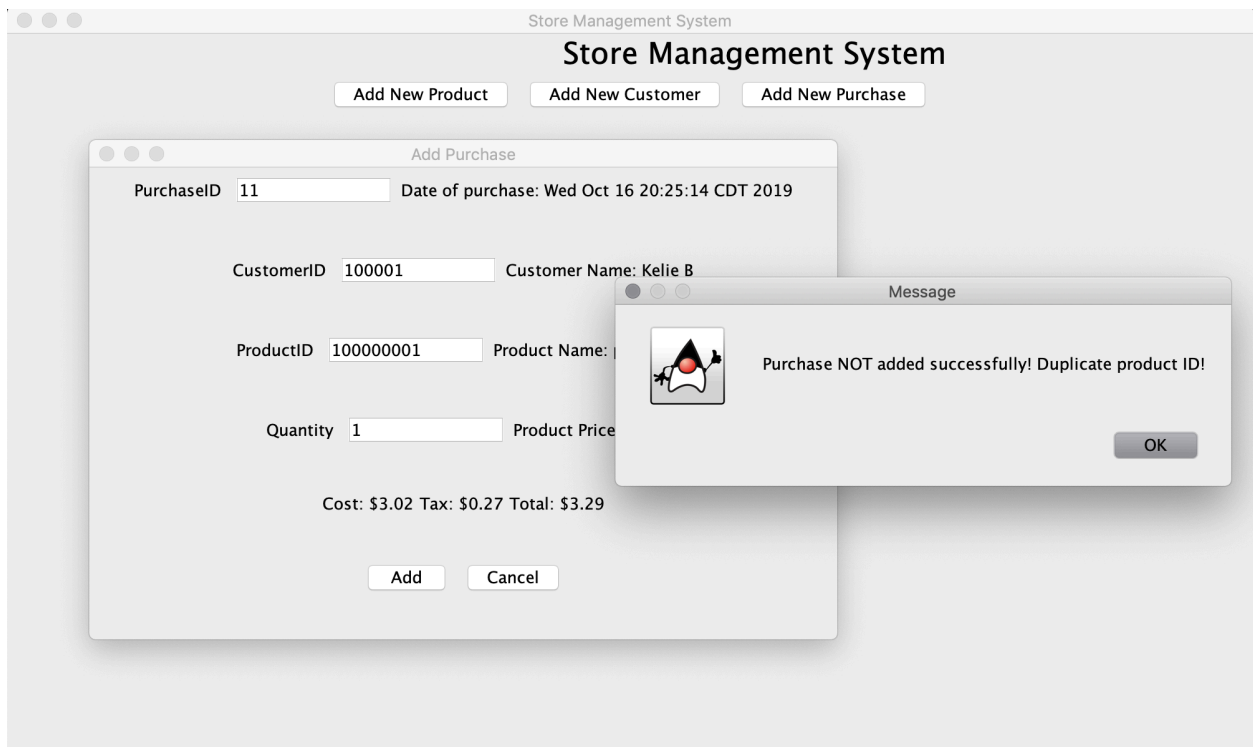 Store Management System
Store Management System
Add New Product Add New Customer Add New Purchase
Add Purchase
PurchaseID 11 Date of purchase: Wed Oct 16 20:25:14 CDT 2019
CustomerID 100001 Customer Name: Kelie B
Message
ProductID 100000001 Product Name:
Purchase NOT added successfully! Duplicate product ID!
Quantity 1 Product Price
OK
Cost: $3.02 Tax: $0.27 Total: $3.29
Add Cancel